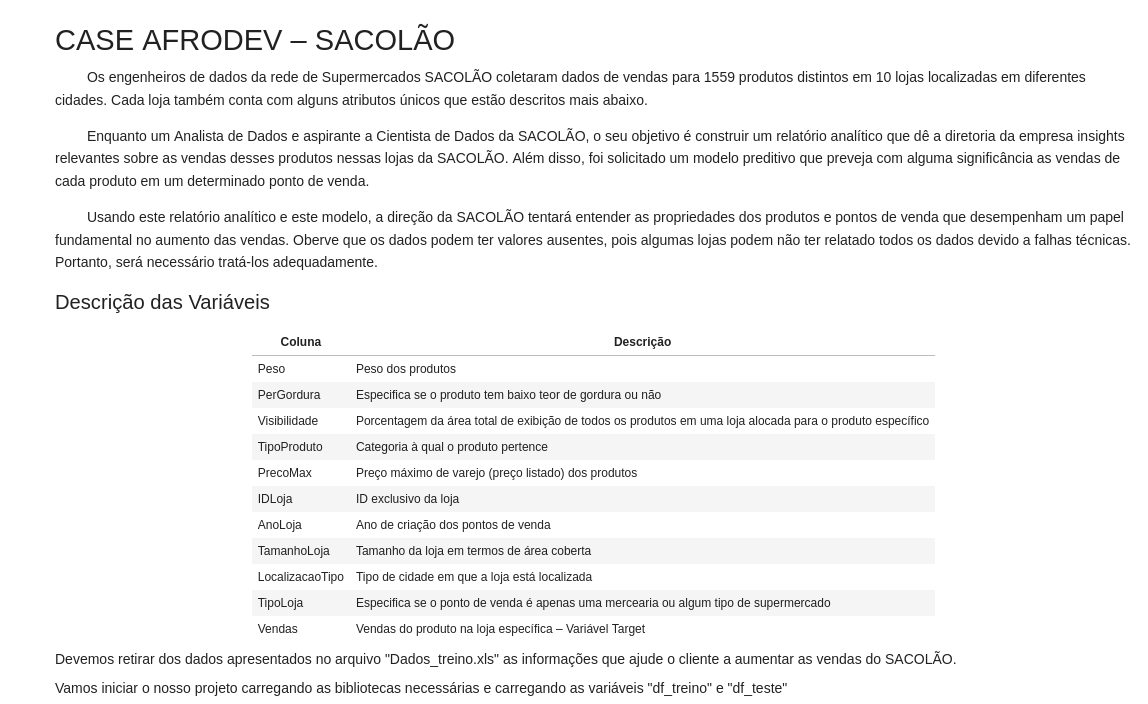 CASE AFRODEV – SACOLÃO
Os engenheiros de dados da rede de Supermercados SACOLÃO coletaram dados de vendas para 1559 produtos distintos em 10 lojas localizadas em diferentes
cidades. Cada loja também conta com alguns atributos únicos que estão descritos mais abaixo.
Enquanto um Analista de Dados e aspirante a Cientista de Dados da SACOLÃO, o seu objetivo é construir um relatório analítico que dê a diretoria da empresa insights
relevantes sobre as vendas desses produtos nessas lojas da SACOLÃO. Além disso, foi solicitado um modelo preditivo que preveja com alguma significância as vendas de
cada produto em um determinado ponto de venda.
Usando este relatório analítico e este modelo, a direção da SACOLÃO tentará entender as propriedades dos produtos e pontos de venda que desempenham um papel
fundamental no aumento das vendas. Oberve que os dados podem ter valores ausentes, pois algumas lojas podem não ter relatado todos os dados devido a falhas técnicas.
Portanto, será necessário tratá-los adequadamente.
Descrição das Variáveis
Coluna Descrição
Peso Peso dos produtos
PerGordura Especifica se o produto tem baixo teor de gordura ou não
Visibilidade Porcentagem da área total de exibição de todos os produtos em uma loja alocada para o produto específico
TipoProduto Categoria à qual o produto pertence
PrecoMax Preço máximo de varejo (preço listado) dos produtos
IDLoja ID exclusivo da loja
AnoLoja Ano de criação dos pontos de venda
TamanhoLoja Tamanho da loja em termos de área coberta
LocalizacaoTipo Tipo de cidade em que a loja está localizada
TipoLoja Especifica se o ponto de venda é apenas uma mercearia ou algum tipo de supermercado
Vendas Vendas do produto na loja específica – Variável Target
Devemos retirar dos dados apresentados no arquivo "Dados_treino.xls" as informações que ajude o cliente a aumentar as vendas do SACOLÃO.
Vamos iniciar o nosso projeto carregando as bibliotecas necessárias e carregando as variáveis "df_treino" e "df_teste"